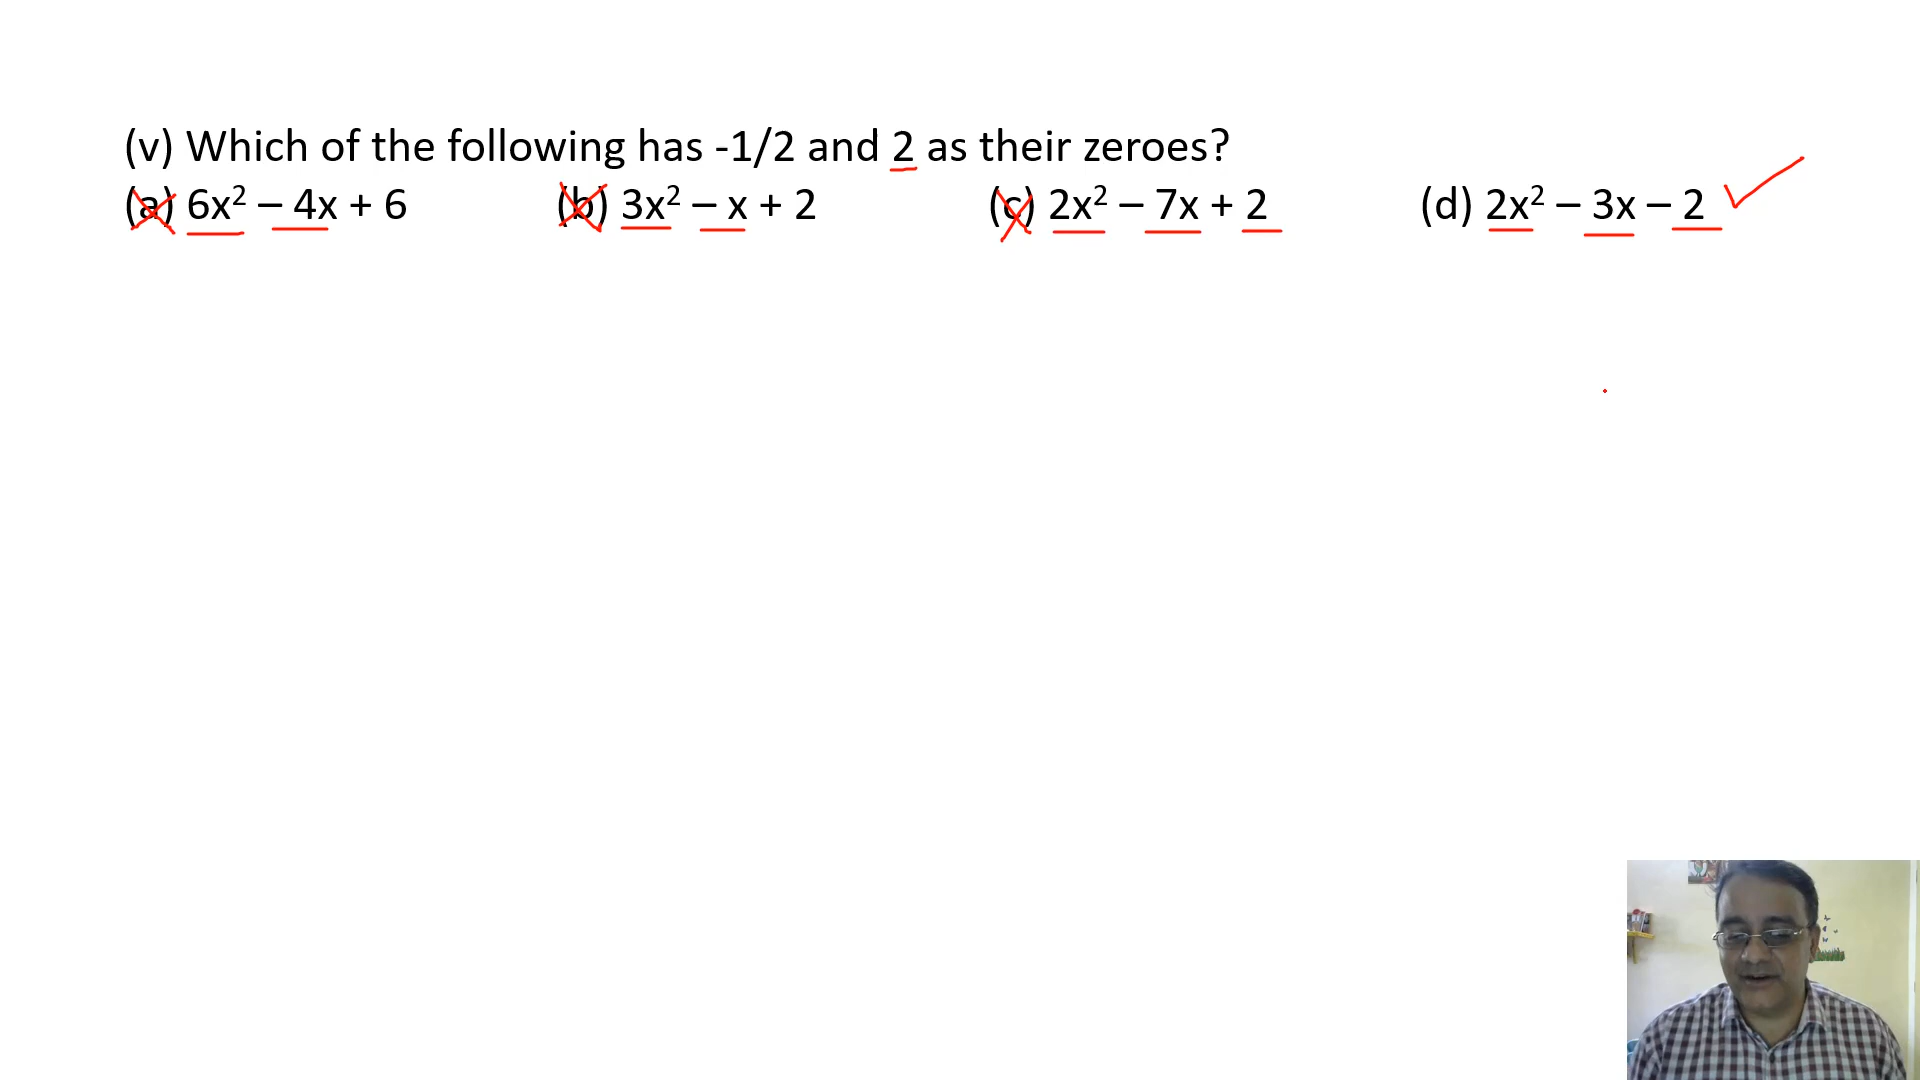 (v) Which of the following has -1/2 and 2 as their zeroes?
(a) 6x² – 4x + 6 (b) 3x² – x + 2 (c) 2x² – 7x + 2 (d) 2x² – 3x – 2